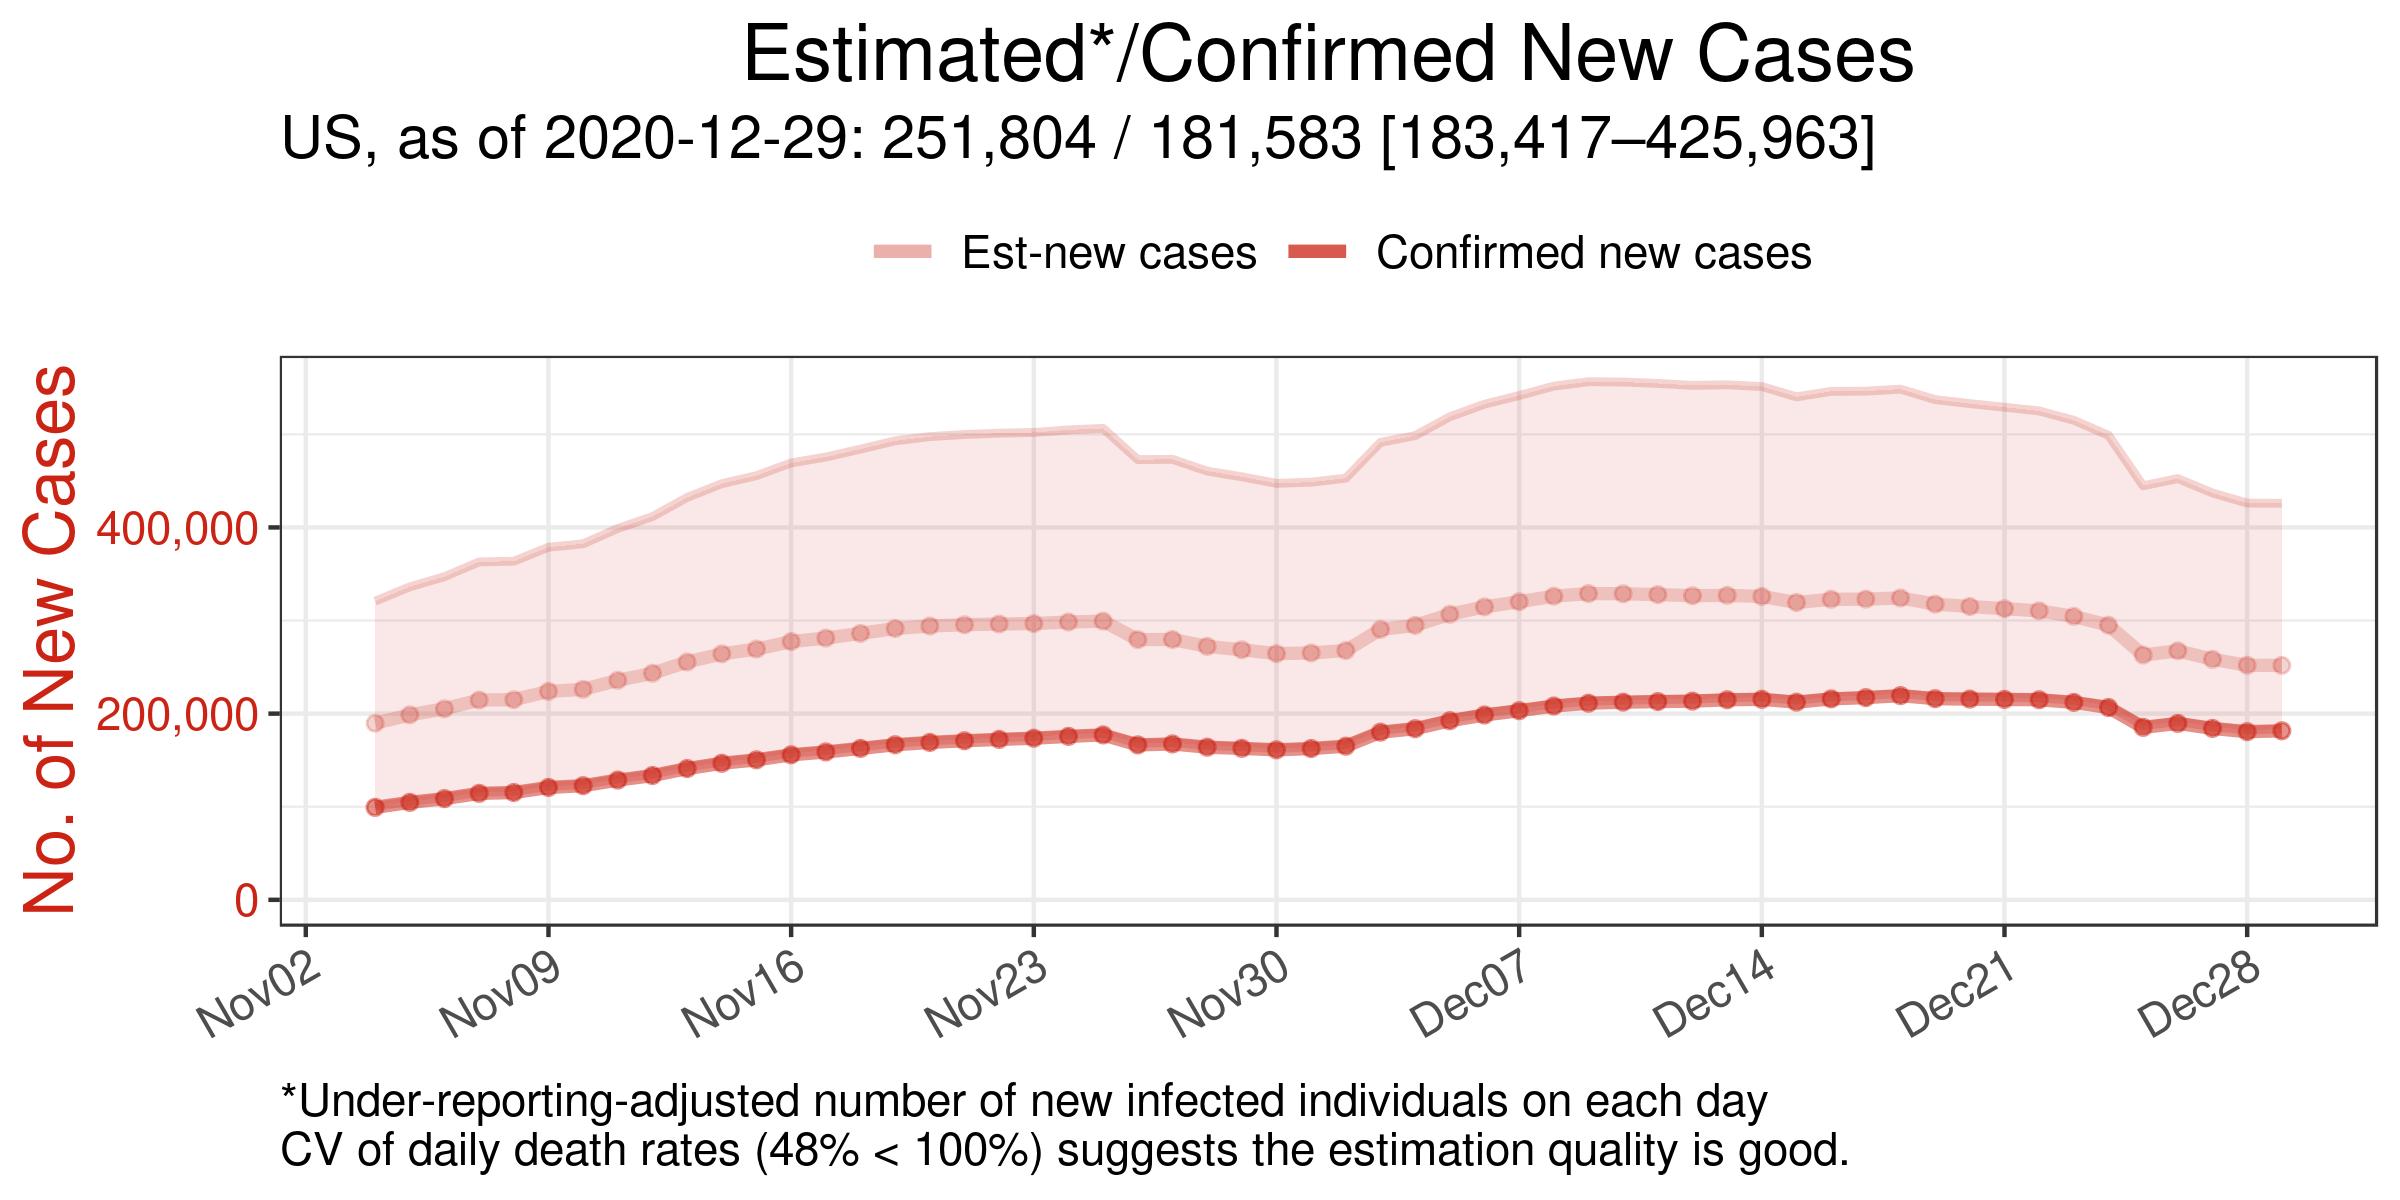 Estimated*/Confirmed New Cases
US, as of 2020-12-29: 251,804 / 181,583 [183,417–425,963]
Est-new cases
Confirmed new cases
No. of New Cases
400,000
200,000
0
Nov02
Nov09
Nov16
Nov23
Nov30
Dec07
Dec14
Dec21
Dec28
*Under-reporting-adjusted number of new infected individuals on each day
CV of daily death rates (48% < 100%) suggests the estimation quality is good.